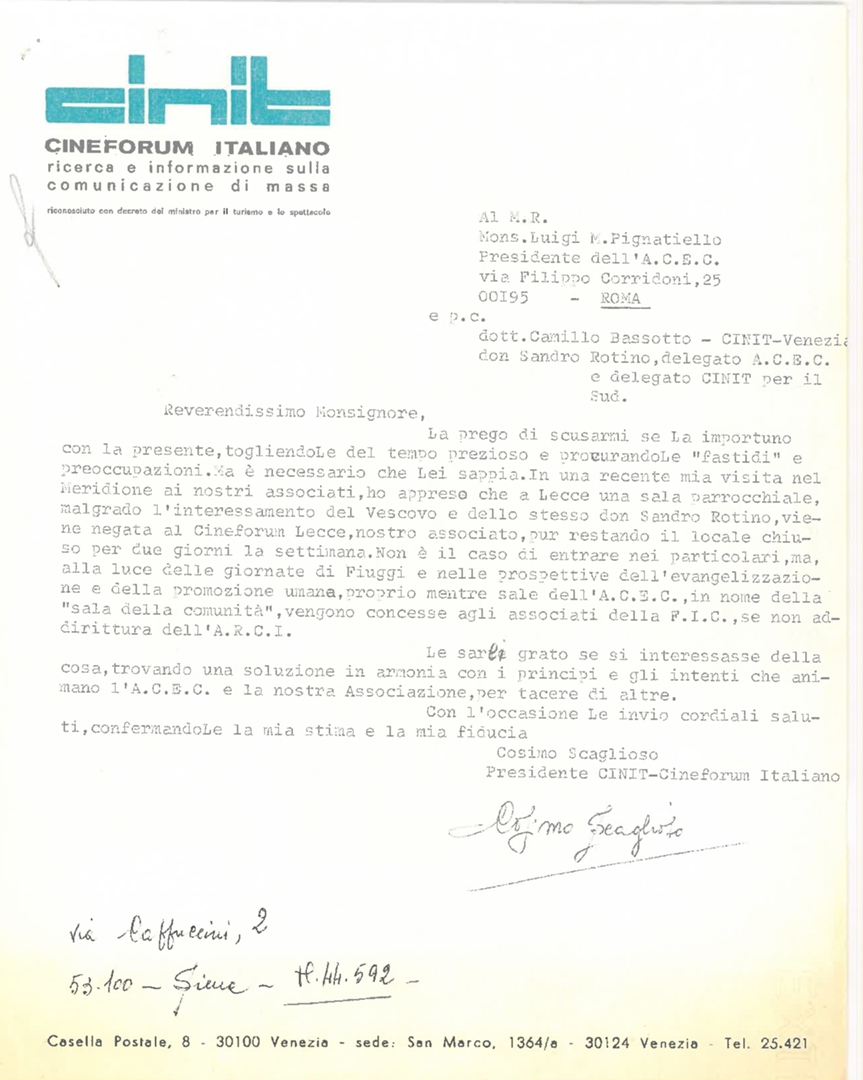 cinit
CINEFORUM ITALIANO
ricerca e informazione sulla
comunicazione di massa
riconosciuto con decreto del ministro per il turismo e lo spettacolo
Al M.R.
Mons.Luigi M.Pignatiello
Presidente dell'A.C.E.C.
via Filippo Corridoni,25
00195 - ROMA
e p.c.
dott.Camillo Bassotto - CINIT-Venezia
don Sandro Rotino,delegato A.C.E.C.
e delegato CINIT per il
Sud.
Reverendissimo Monsignore,
La prego di scusarmi se La importuno
con la presente,togliendoLe del tempo prezioso e procurandoLe "fastidi" e
preoccupazioni.Ma è necessario che Lei sappia.In una recente mia visita nel
Meridione ai nostri associati,ho appreso che a Lecce una sala parrocchiale,
malgrado l'interessamento del Vescovo e dello stesso don Sandro Rotino,vie-
ne negata al Cineforum Lecce,nostro associato,pur restando il locale chiu-
so per due giorni la settimana.Non è il caso di entrare nei particolari,ma,
alla luce delle giornate di Fiuggi e nelle prospettive dell'evangelizzazio-
ne e della promozione umana,proprio mentre sale dell'A.C.E.C.,in nome della
"sala della comunità",vengono concesse agli associati della F.I.C.,se non ad-
dirittura dell'A.R.C.I.
Le sarei grato se si interessasse della
cosa,trovando una soluzione in armonia con i principi e gli intenti che ani-
mano l'A.C.E.C. e la nostra Associazione,per tacere di altre.
Con l'occasione Le invio cordiali salu-
ti,confermandoLe la mia stima e la mia fiducia
Cosimo Scaglioso
Presidente CINIT-Cineforum Italiano
Cosimo Scaglioso
via Cappuccini, 2
53.100 - Siena - tf.44.592 -
Casella Postale, 8 - 30100 Venezia - sede: San Marco, 1364/a - 30124 Venezia - Tel. 25.421